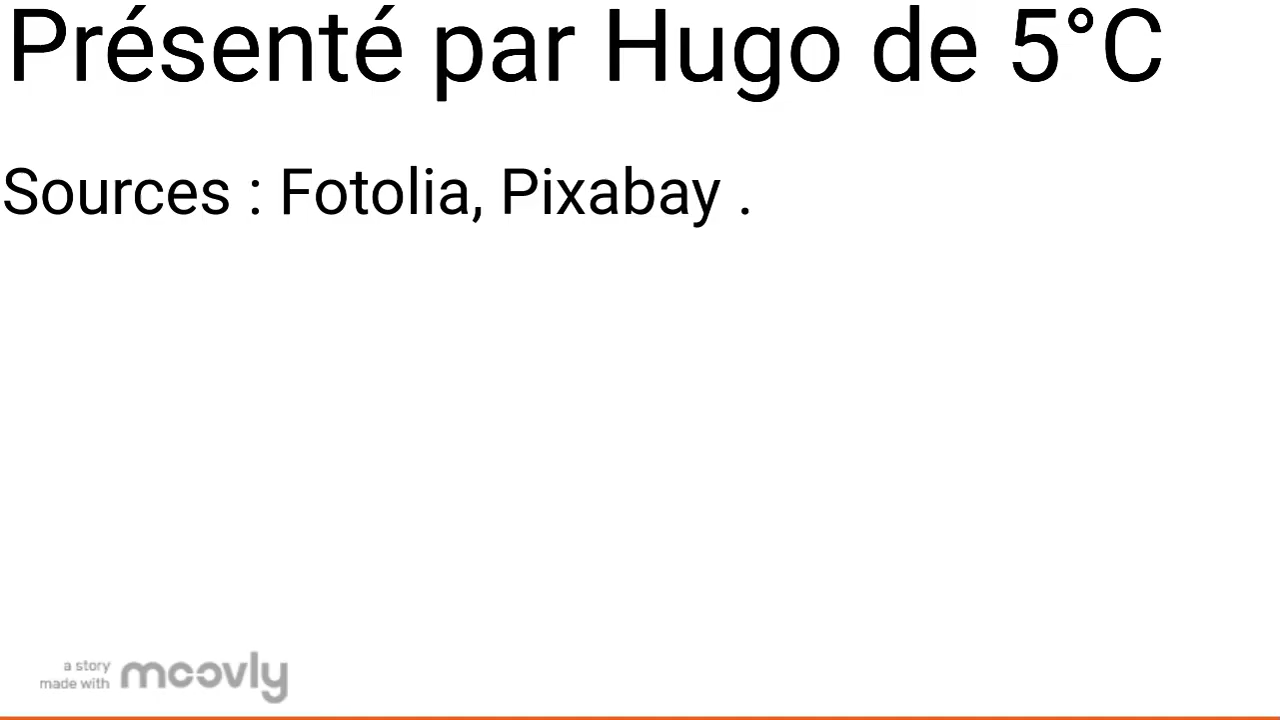 Présenté par Hugo de 5°C
Sources : Fotolia, Pixabay .
a story
made with moovly